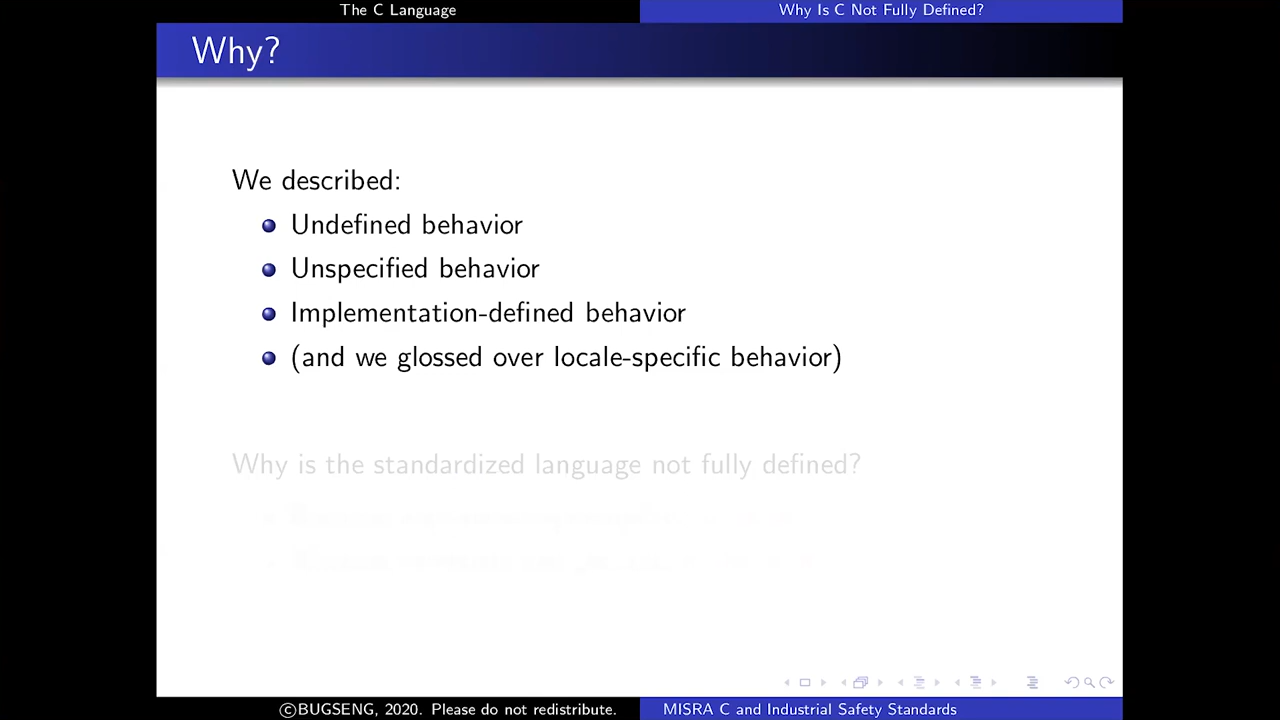 The C Language
Why Is C Not Fully Defined?
Why?
We described:
Undefined behavior
Unspecified behavior
Implementation-defined behavior
(and we glossed over locale-specific behavior)
Why is the standardized language not fully defined?
©BUGSENG, 2020. Please do not redistribute.
MISRA C and Industrial Safety Standards